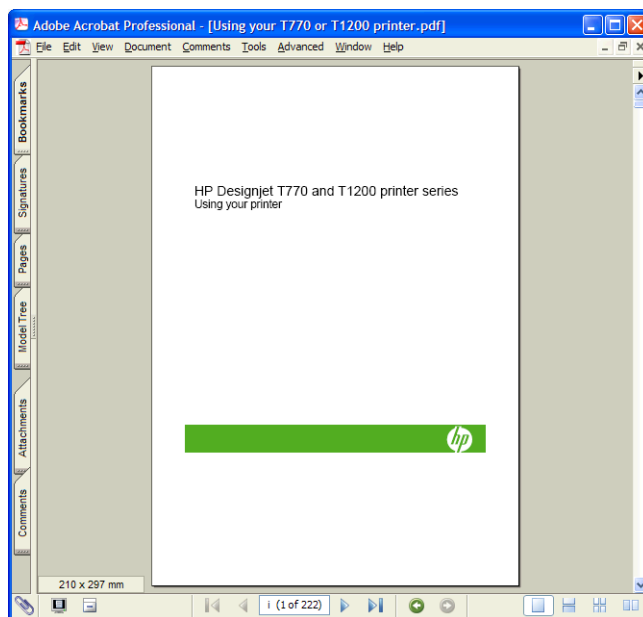 Adobe Acrobat Professional - [Using your T770 or T1200 printer.pdf]
File Edit View Document Comments Tools Advanced Window Help
Bookmarks
Signatures
Pages
Model Tree
Attachments
Comments
HP Designjet T770 and T1200 printer series
Using your printer
hp
210 x 297 mm
i (1 of 222)